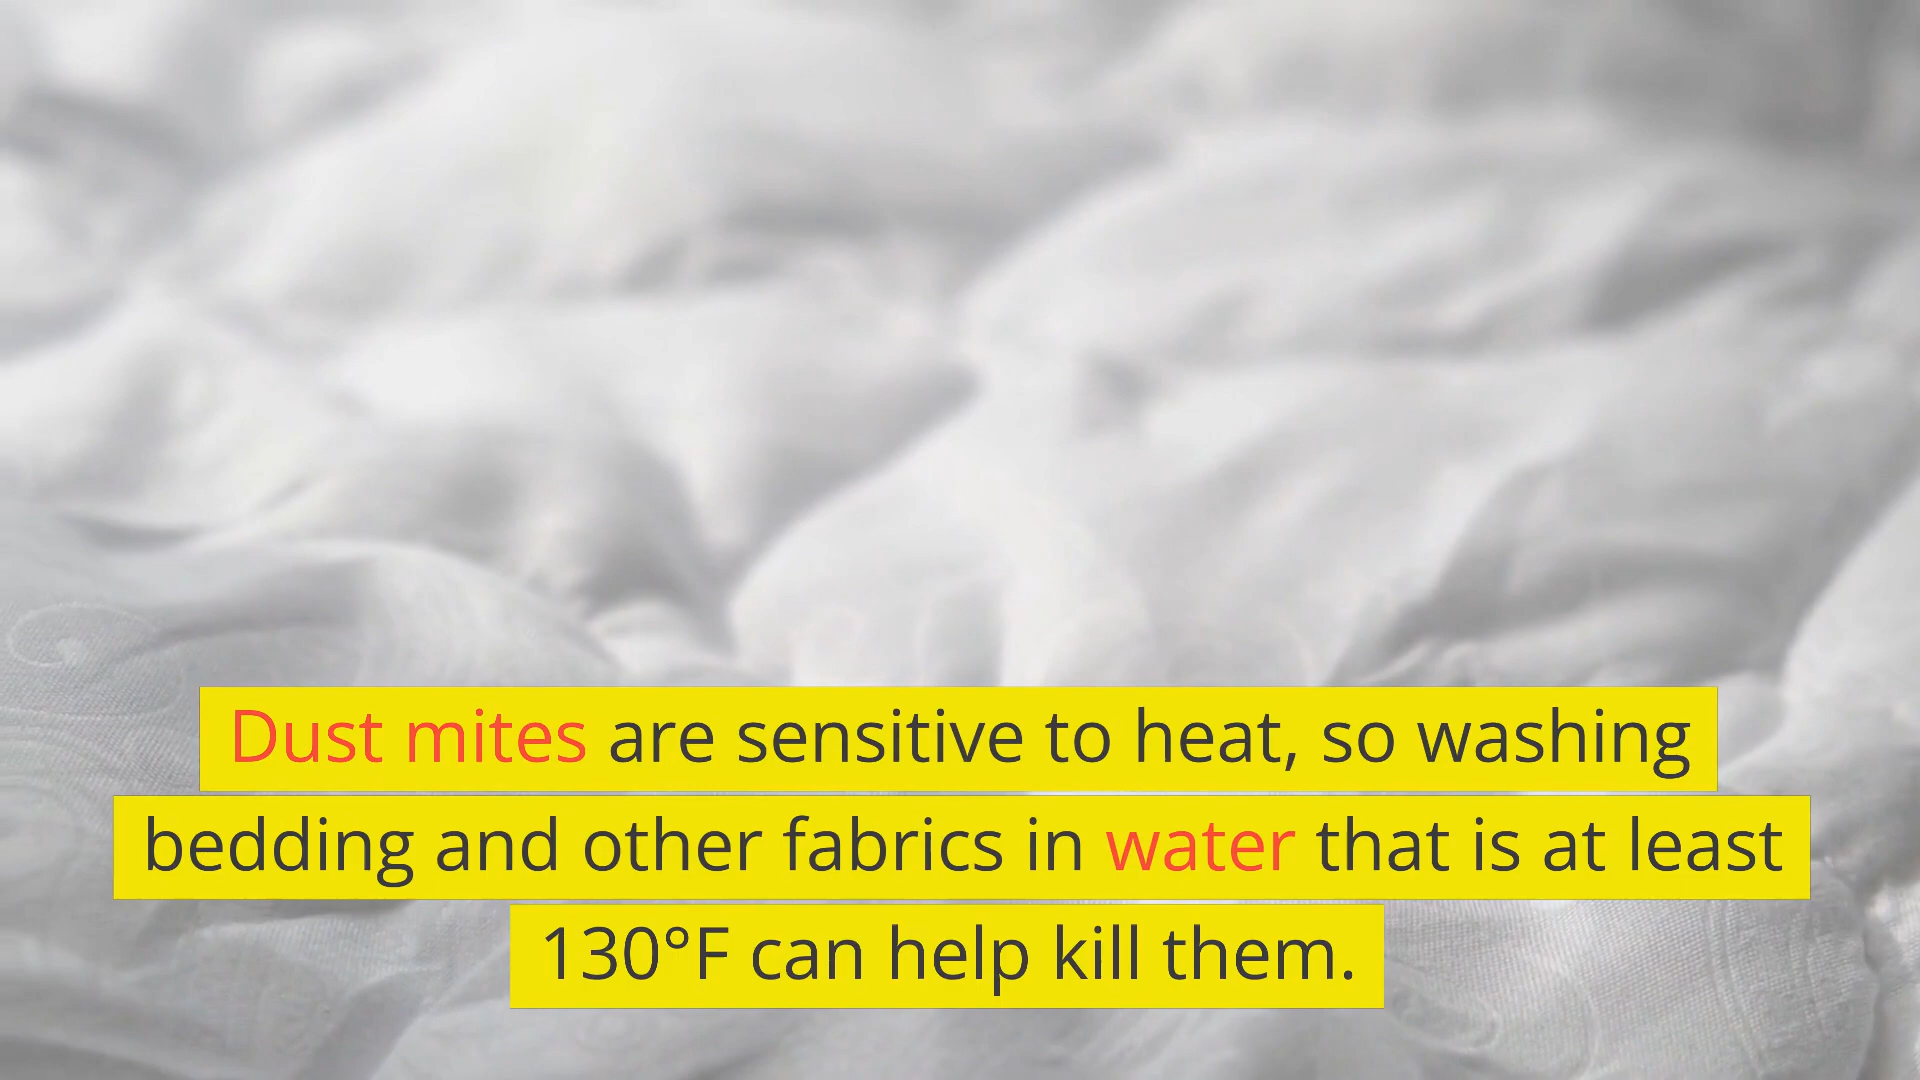 Dust mites are sensitive to heat, so washing
bedding and other fabrics in water that is at least
130°F can help kill them.